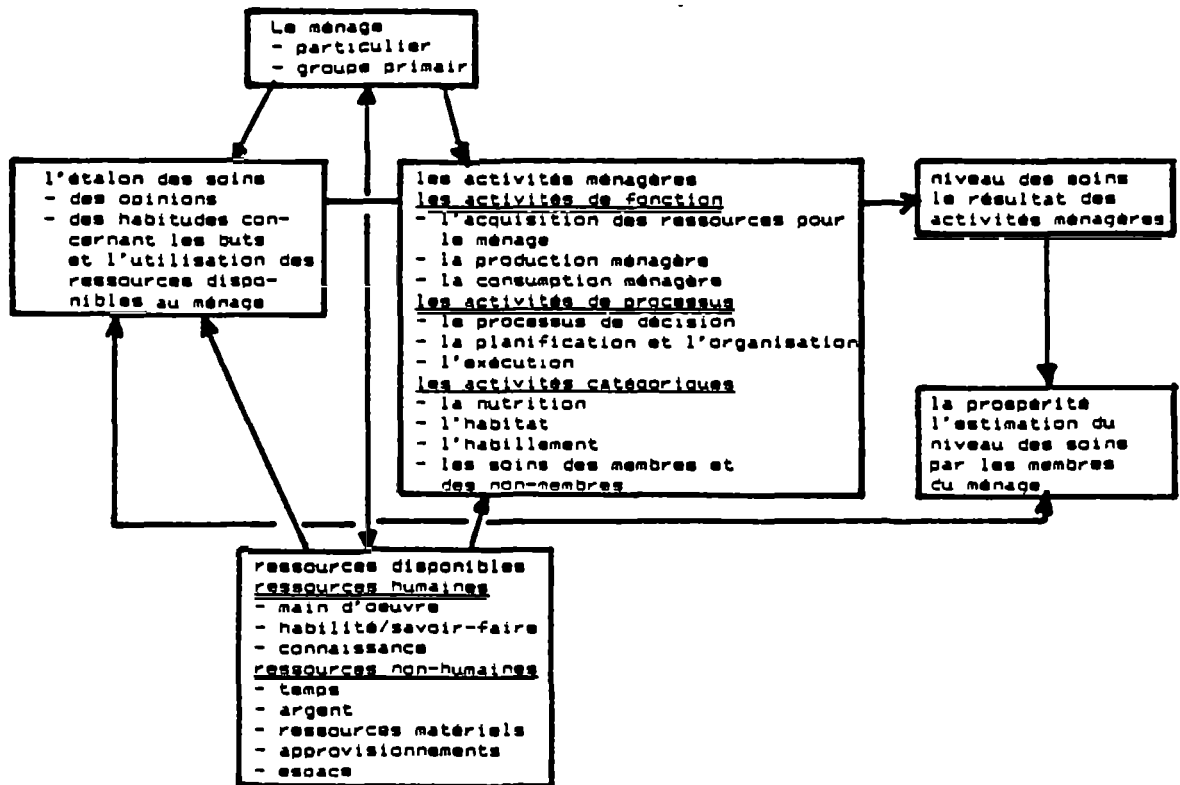 Le ménage
- particulier
- groupe primair
l'étalon des soins
- des opinions
- des habitudes con-
cernant les buts
et l'utilisation des
ressources dispo-
nibles au ménage
les activités ménagères
les activités de fonction
- l'acquisition des ressources pour
le ménage
- la production ménagère
- la consumption ménagère
les activités de processus
- le processus de décision
- la planification et l'organisation
- l'exécution
les activités catégoriques
- la nutrition
- l'habitat
- l'habillement
- les soins des membres et
des non-membres
niveau des soins
le résultat des
activités ménagères
la prospérité
l'estimation du
niveau des soins
par les membres
du ménage
ressources disponibles
ressources humaines
- main d'oeuvre
- habilité/savoir-faire
- connaissance
ressources non-humaines
- temps
- argent
- ressources matériels
- approvisionnements
- espace